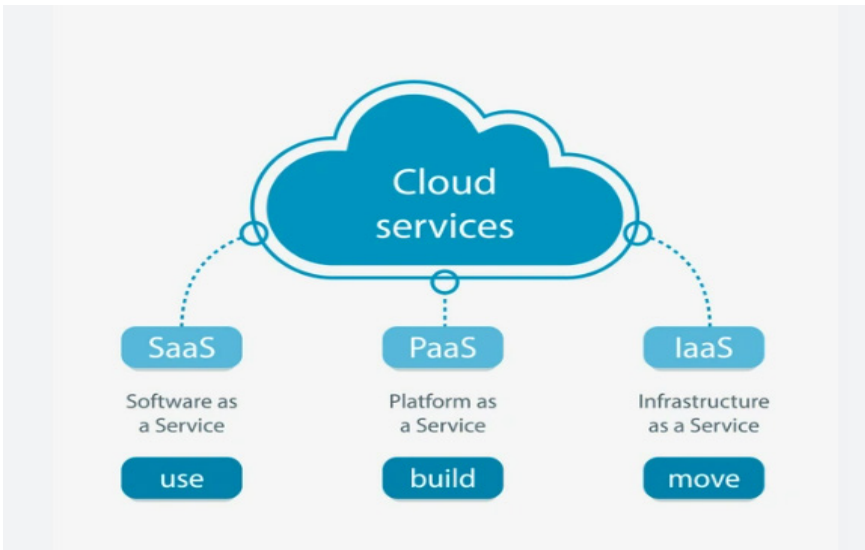 Cloud
services
SaaS
PaaS
IaaS
Software as
a Service
Platform as
a Service
Infrastructure
as a Service
use
build
move